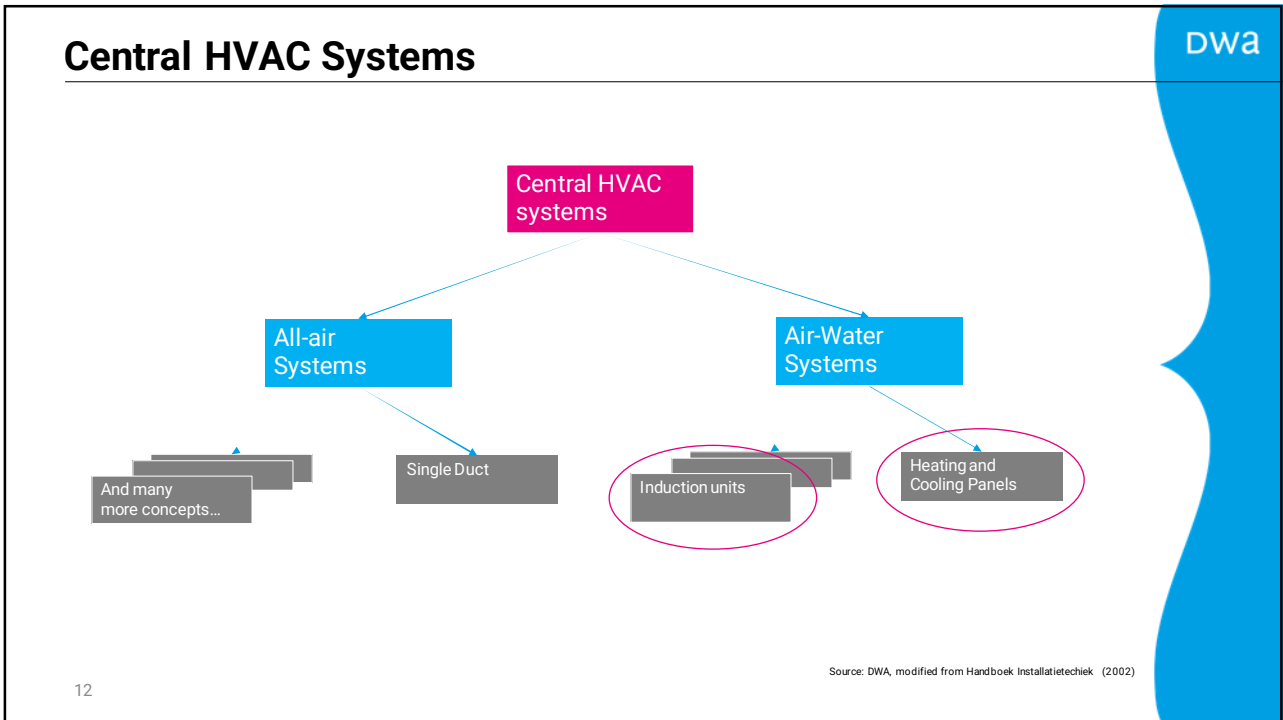 Central HVAC Systems
DWa
Central HVAC
systems
All-air
Systems
Air-Water
Systems
And many
more concepts...
Single Duct
Induction units
Heating and
Cooling Panels
Source: DWA, modified from Handboek Installatietechiek (2002)
12